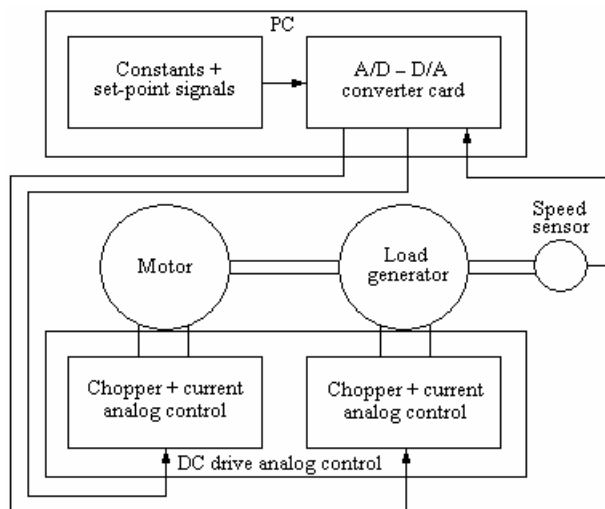 PC
Constants +
set-point signals
A/D – D/A
converter card
Speed
sensor
Motor
Load
generator
Chopper + current
analog control
Chopper + current
analog control
DC drive analog control